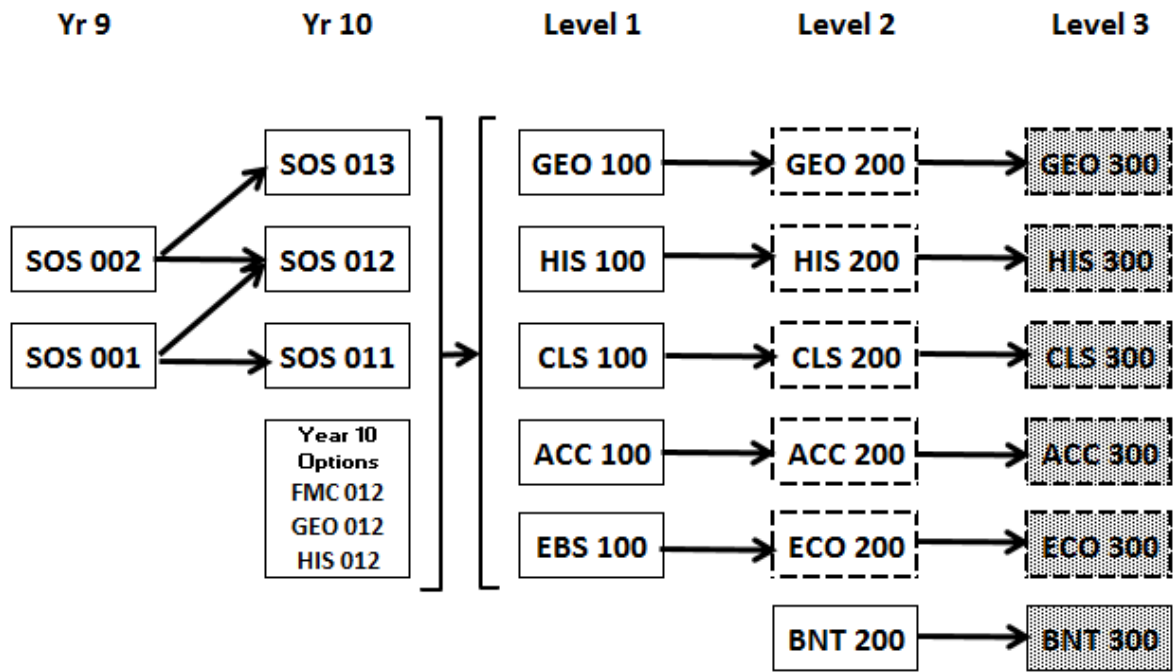 Yr 9 Yr 10 Level 1 Level 2 Level 3
SOS 013 GEO 100 GEO 200 GEO 300
SOS 002 SOS 012 HIS 100 HIS 200 HIS 300
SOS 001 SOS 011 CLS 100 CLS 200 CLS 300
Year 10
Options
FMC 012
GEO 012
HIS 012
ACC 100 ACC 200 ACC 300
EBS 100 ECO 200 ECO 300
BNT 200 BNT 300